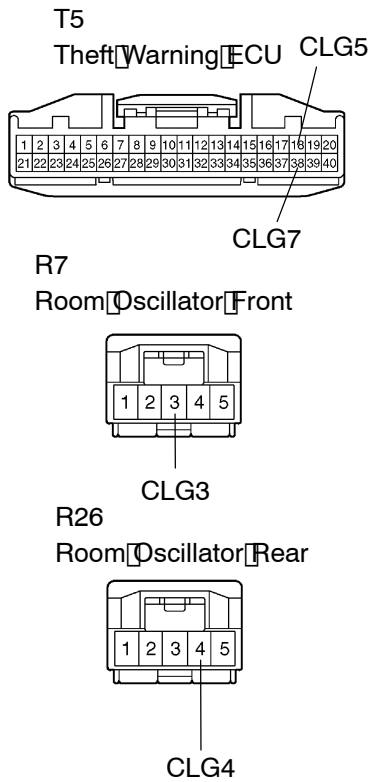 T5
Theft▯Warning▯ECU CLG5
1 2 3 4 5 6 7 8 9 10 11 12 13 14 15 16 17 18 19 20
21 22 23 24 25 26 27 28 29 30 31 32 33 34 35 36 37 38 39 40
CLG7
R7
Room▯Oscillator▯Front
1 2 3 4 5
CLG3
R26
Room▯Oscillator▯Rear
1 2 3 4 5
CLG4